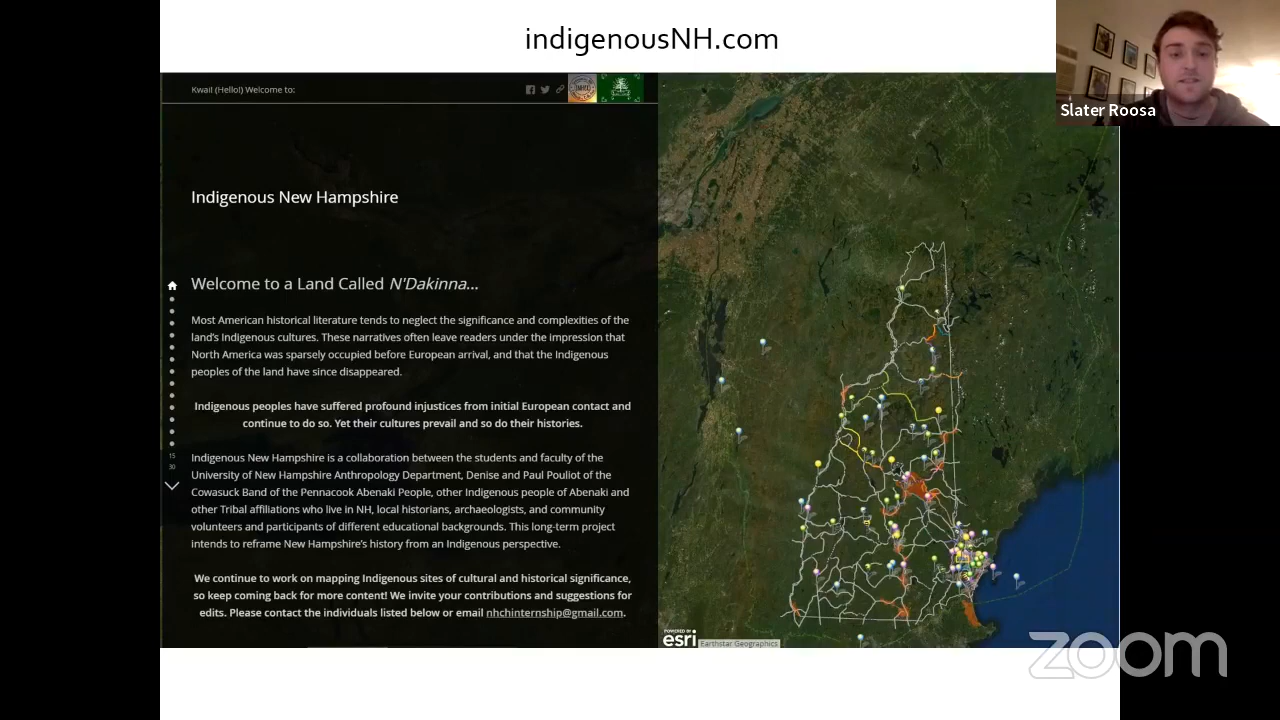 indigenousNH.com
Kwaii (Hello!) Welcome to:
Slater Roosa
Indigenous New Hampshire
Welcome to a Land Called N'Dakinna...
Most American historical literature tends to neglect the significance and complexities of the
land's Indigenous cultures. These narratives often leave readers under the impression that
North America was sparsely occupied before European arrival, and that the Indigenous
peoples of the land have since disappeared.
Indigenous peoples have suffered profound injustices from initial European contact and
continue to do so. Yet their cultures prevail and so do their histories.
Indigenous New Hampshire is a collaboration between the students and faculty of the
University of New Hampshire Anthropology Department, Denise and Paul Pouliot of the
Cowasuck Band of the Pennacook Abenaki People, other Indigenous people of Abenaki and
other Tribal affiliations who live in NH, local historians, archaeologists, and community
volunteers and participants of different educational backgrounds. This long-term project
intends to reframe New Hampshire's history from an Indigenous perspective.
We continue to work on mapping Indigenous sites of cultural and historical significance,
so keep coming back for more content! We invite your contributions and suggestions for
edits. Please contact the individuals listed below or email nhchinternship@gmail.com.
15
30
POWERED BY
esri
Earthstar Geographics
zoom